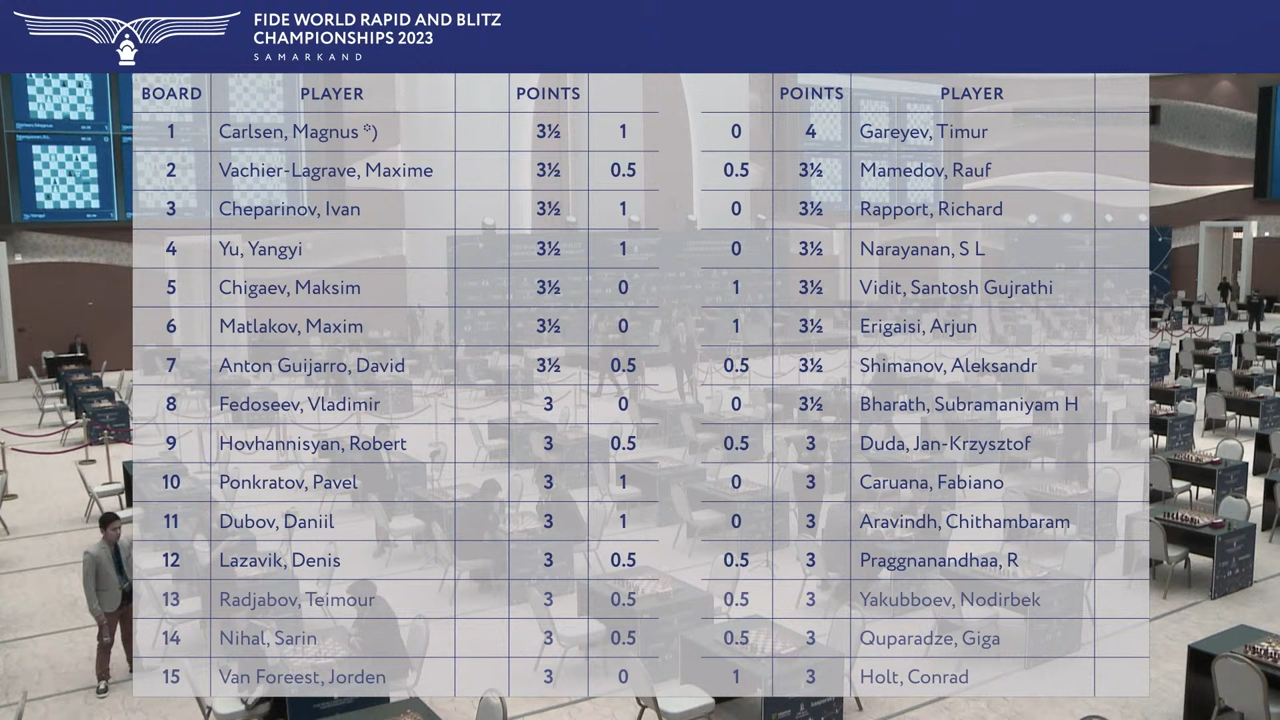 FIDE WORLD RAPID AND BLITZ
CHAMPIONSHIPS 2023
SAMARKAND
BOARD PLAYER POINTS POINTS PLAYER
1 Carlsen, Magnus *) 3½ 1 0 4 Gareyev, Timur
2 Vachier-Lagrave, Maxime 3½ 0.5 0.5 3½ Mamedov, Rauf
3 Cheparinov, Ivan 3½ 1 0 3½ Rapport, Richard
4 Yu, Yangyi 3½ 1 0 3½ Narayanan, S L
5 Chigaev, Maksim 3½ 0 1 3½ Vidit, Santosh Gujrathi
6 Matlakov, Maxim 3½ 0 1 3½ Erigaisi, Arjun
7 Anton Guijarro, David 3½ 0.5 0.5 3½ Shimanov, Aleksandr
8 Fedoseev, Vladimir 3 0 0 3½ Bharath, Subramaniyam H
9 Hovhannisyan, Robert 3 0.5 0.5 3 Duda, Jan-Krzysztof
10 Ponkratov, Pavel 3 1 0 3 Caruana, Fabiano
11 Dubov, Daniil 3 1 0 3 Aravindh, Chithambaram
12 Lazavik, Denis 3 0.5 0.5 3 Praggnanandhaa, R
13 Radjabov, Teimour 3 0.5 0.5 3 Yakubboev, Nodirbek
14 Nihal, Sarin 3 0.5 0.5 3 Quparadze, Giga
15 Van Foreest, Jorden 3 0 1 3 Holt, Conrad